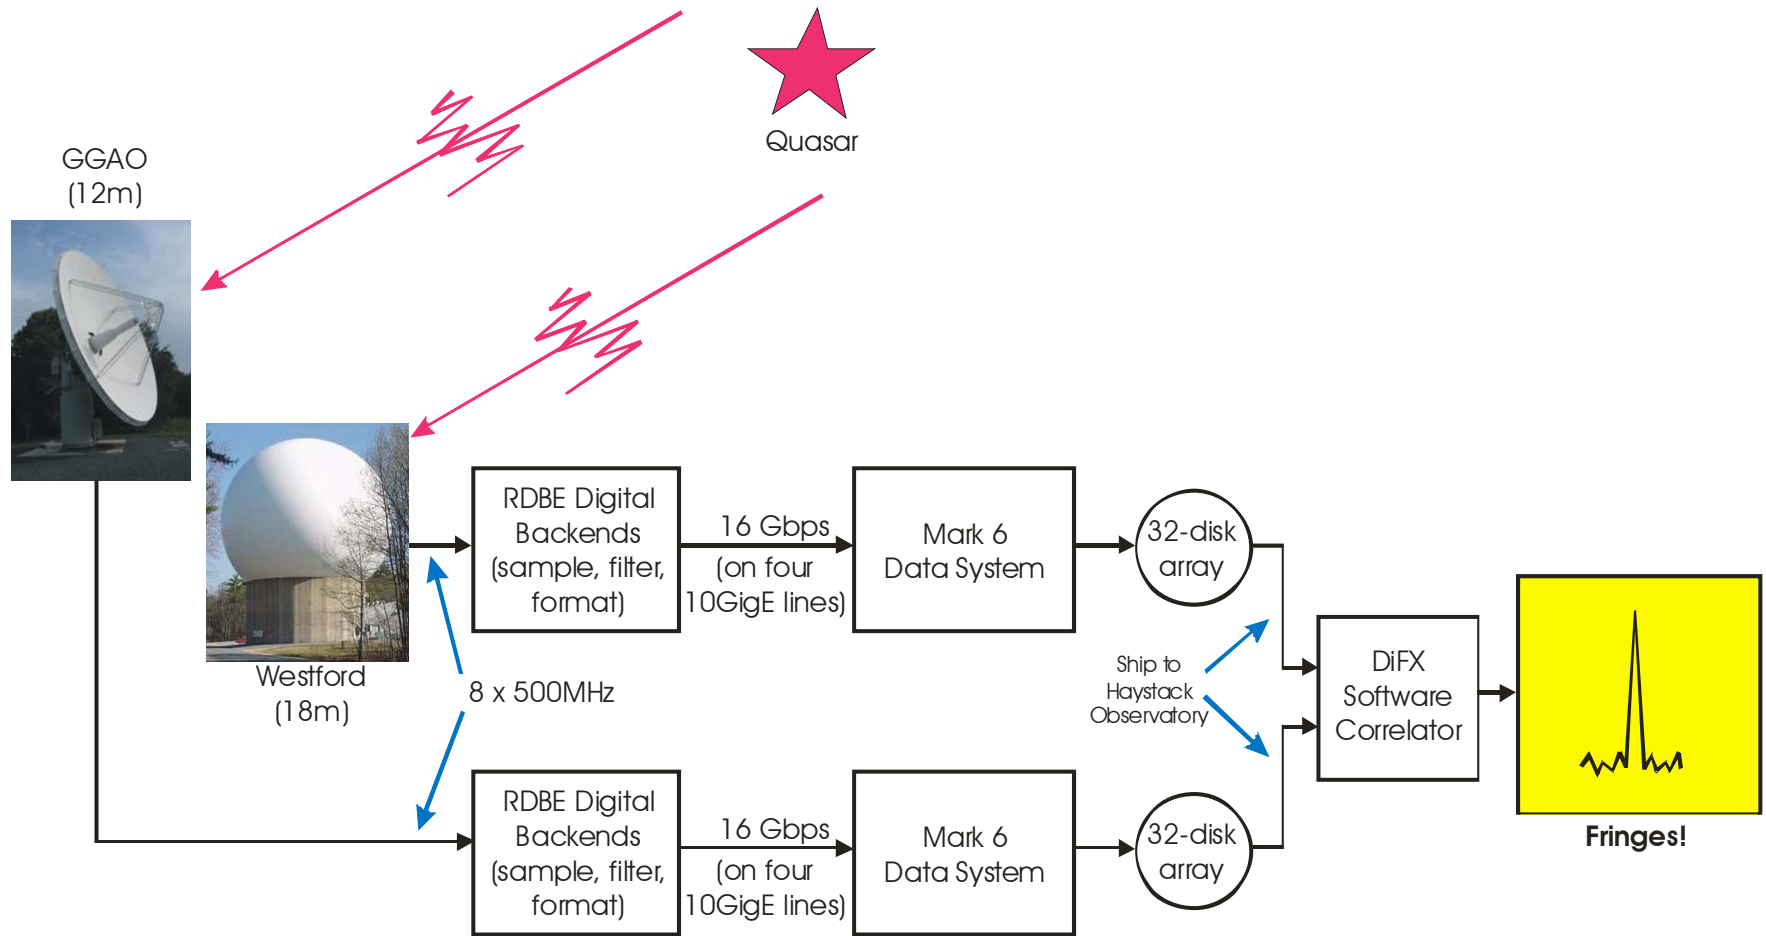 Quasar
GGAO
(12m)
Westford
(18m)
8 x 500MHz
RDBE Digital
Backends
(sample, filter,
format)
16 Gbps
(on four
10GigE lines)
Mark 6
Data System
32-disk
array
RDBE Digital
Backends
(sample, filter,
format)
16 Gbps
(on four
10GigE lines)
Mark 6
Data System
32-disk
array
Ship to
Haystack
Observatory
DiFX
Software
Correlator
Fringes!